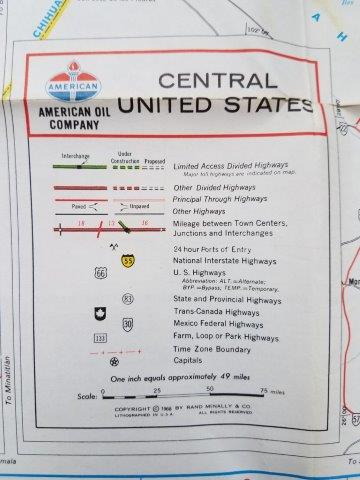 CHIHUA
A H
AMERICAN
AMERICAN OIL
COMPANY
CENTRAL
UNITED STATES
Interchange
Under
Construction
Proposed
Limited Access Divided Highways
Major toll highways are indicated on map.
Other Divided Highways
Principal Through Highways
Paved
Unpaved
Other Highways
18 13 16
Mileage between Town Centers,
Junctions and Interchanges
24 hour Ports of Entry
55
National Interstate Highways
66
U. S. Highways
Abbreviation: ALT.=Alternate;
BYP.=Bypass; TEMP.=Temporary.
83
State and Provincial Highways
Trans-Canada Highways
30
Mexico Federal Highways
133
Farm, Loop or Park Highways
Time Zone Boundary
Capitals
One inch equals approximately 49 miles
Scale: 0 25 50 75 miles
COPYRIGHT © 1966 BY RAND McNALLY & CO.
LITHOGRAPHED IN U.S.A. ALL RIGHTS RESERVED
To Minatitlán